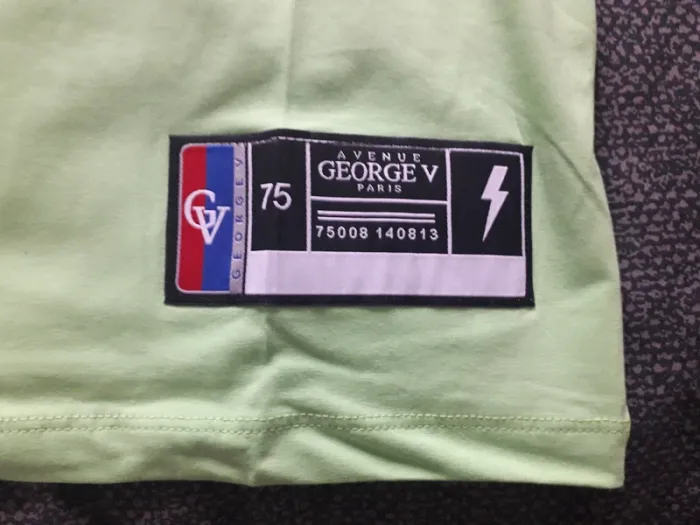 GV
GEORGE V
75
AVENUE
GEORGE V
PARIS
75008 140813